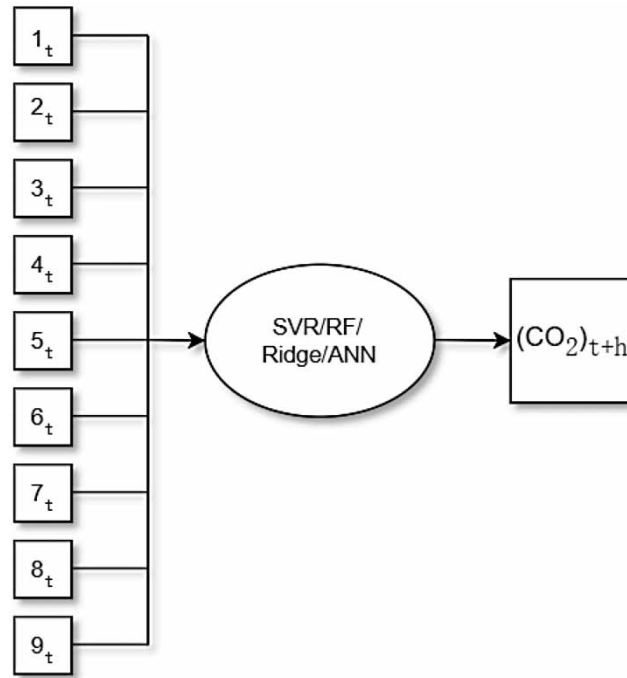 1t
2t
3t
4t
5t
6t
7t
8t
9t
SVR/RF/
Ridge/ANN
(CO2)t+h